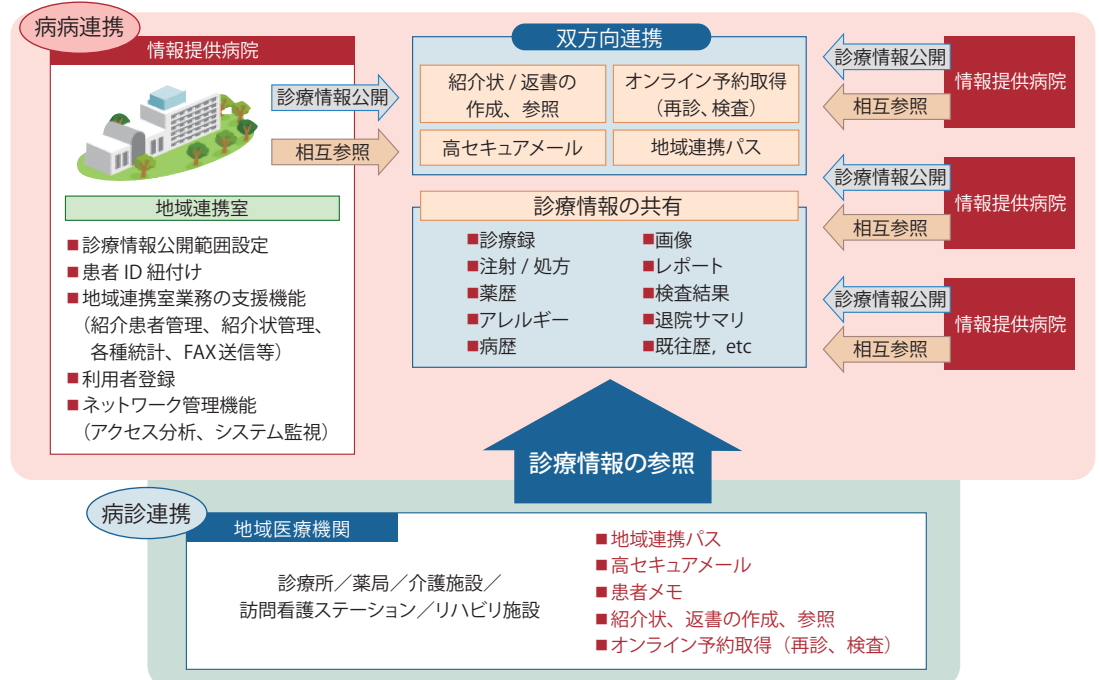 病病連携
情報提供病院
診療情報公開
相互参照
地域連携室
■診療情報公開範囲設定
■患者 ID 紐付け
■地域連携室業務の支援機能
（紹介患者管理、紹介状管理、
各種統計、FAX 送信等）
■利用者登録
■ネットワーク管理機能
（アクセス分析、システム監視）
双方向連携
紹介状 / 返書の
作成、参照
オンライン予約取得
（再診、検査）
高セキュアメール
地域連携パス
診療情報の共有
■診療録
■注射 / 処方
■薬歴
■アレルギー
■病歴
■画像
■レポート
■検査結果
■退院サマリ
■既往歴, etc
診療情報公開
相互参照
情報提供病院
診療情報公開
相互参照
情報提供病院
診療情報公開
相互参照
情報提供病院
診療情報の参照
病診連携
地域医療機関
診療所／薬局／介護施設／
訪問看護ステーション／リハビリ施設
■地域連携パス
■高セキュアメール
■患者メモ
■紹介状、返書の作成、参照
■オンライン予約取得（再診、検査）